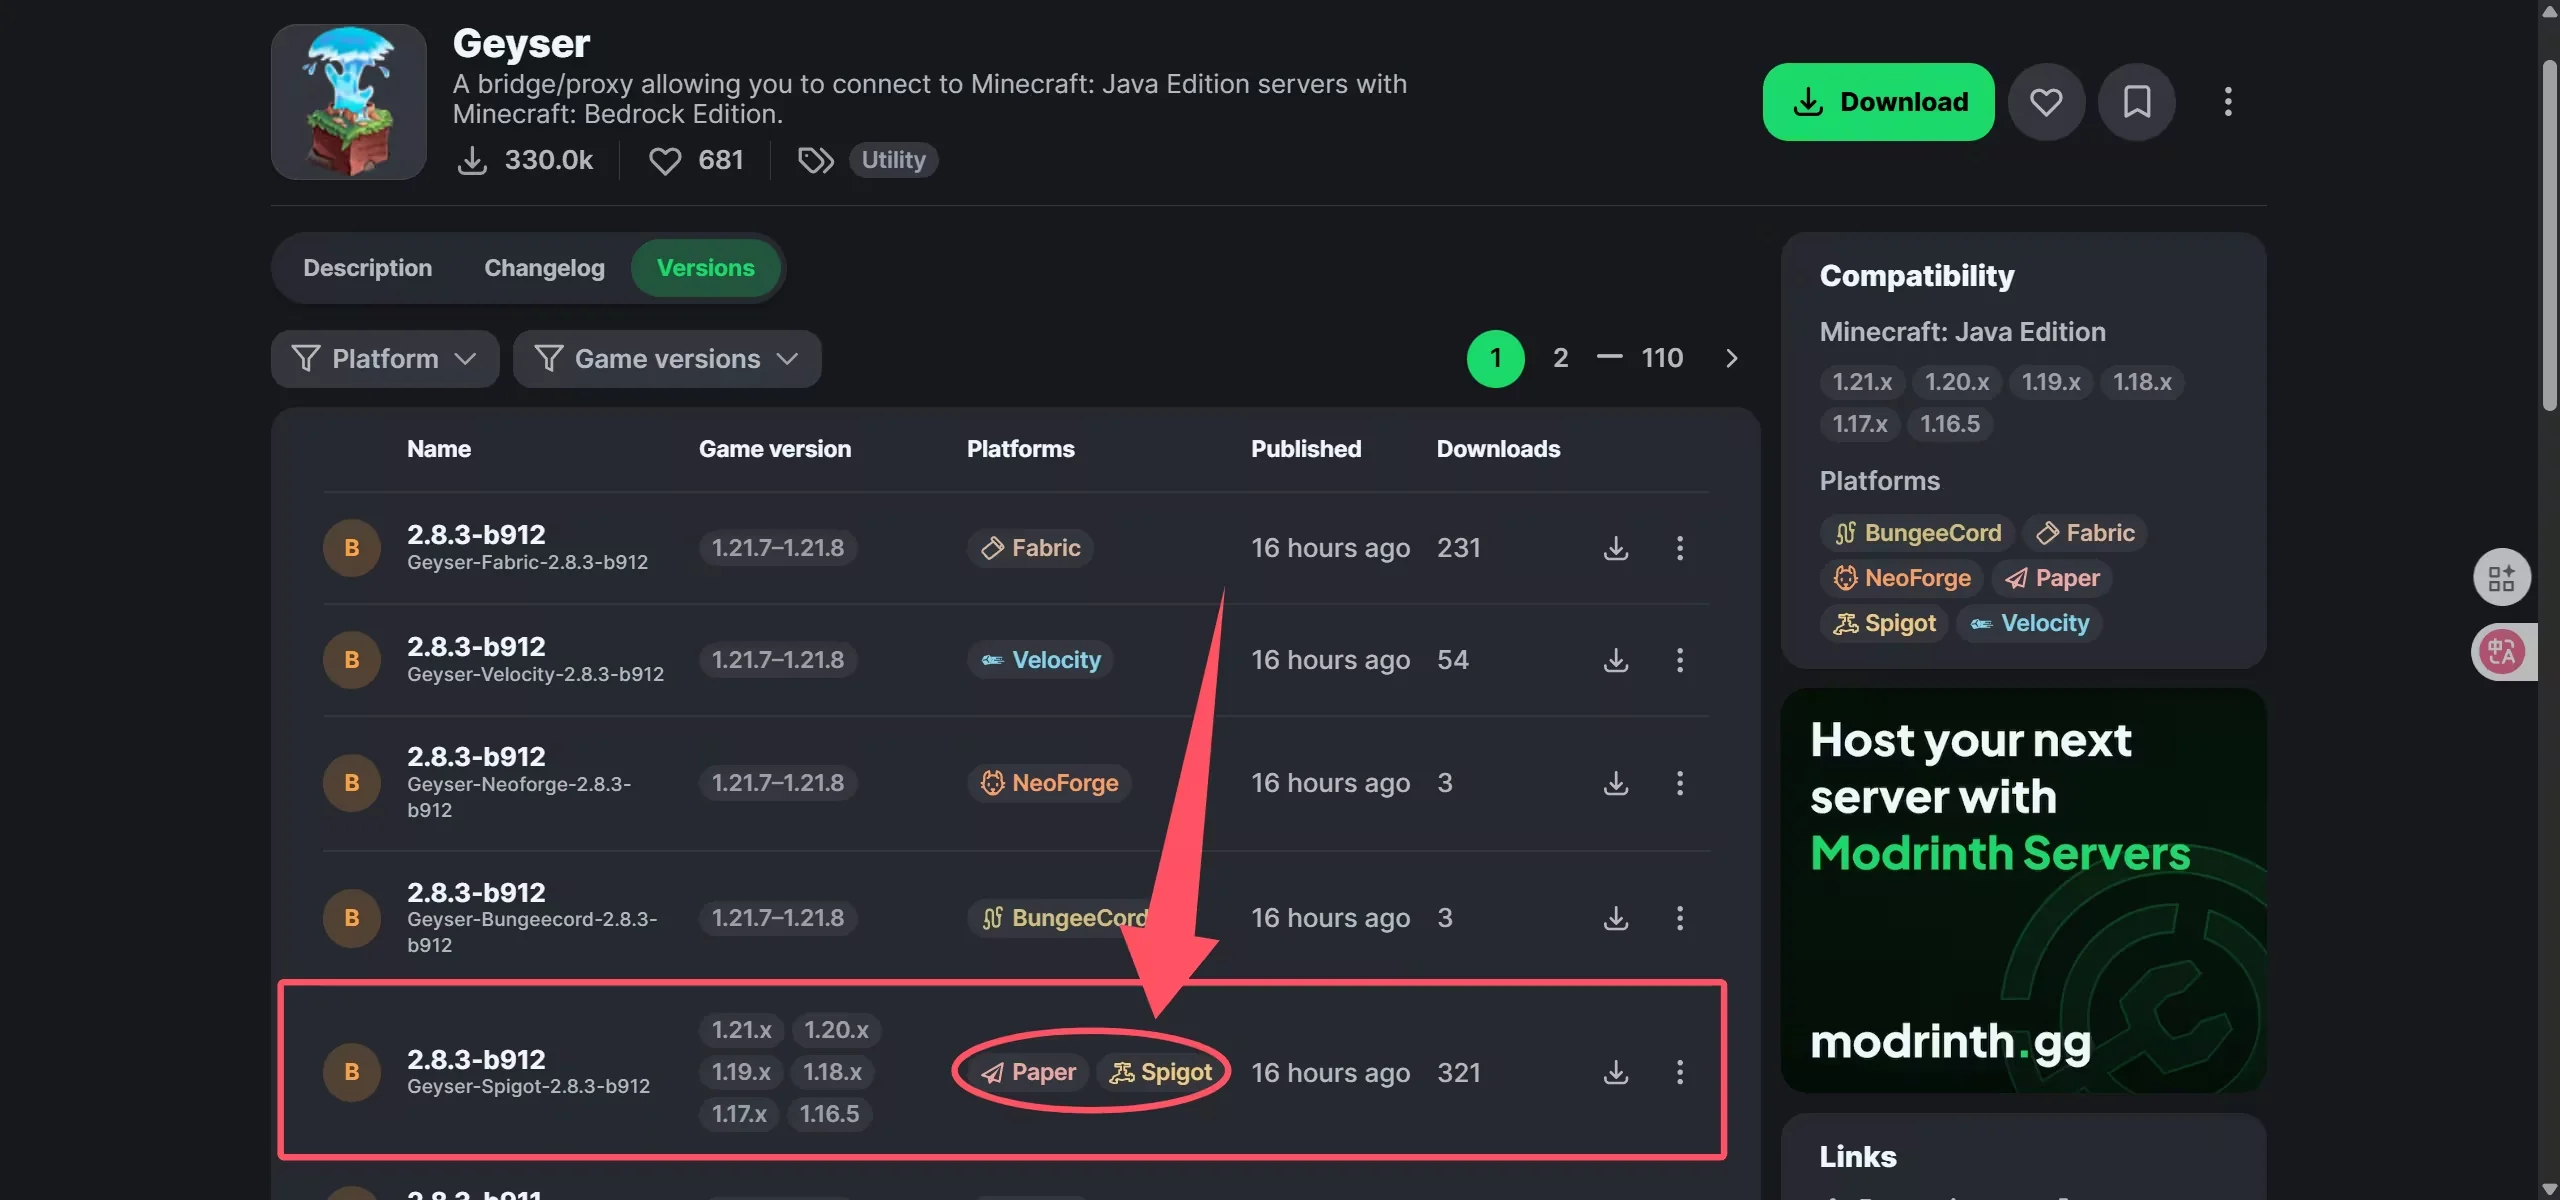 Geyser
A bridge/proxy allowing you to connect to Minecraft: Java Edition servers with
Minecraft: Bedrock Edition.
330.0k 681 Utility
Download
Description Changelog Versions
Platform Game versions
1 2 110
Name Game version Platforms Published Downloads
B 2.8.3-b912 1.21.7–1.21.8 Fabric 16 hours ago 231
Geyser-Fabric-2.8.3-b912
B 2.8.3-b912 1.21.7–1.21.8 Velocity 16 hours ago 54
Geyser-Velocity-2.8.3-b912
B 2.8.3-b912 1.21.7–1.21.8 NeoForge 16 hours ago 3
Geyser-Neoforge-2.8.3-
b912
B 2.8.3-b912 1.21.7–1.21.8 BungeeCord 16 hours ago 3
Geyser-Bungeecord-2.8.3-
b912
1.21.x 1.20.x
B 2.8.3-b912 1.19.x 1.18.x Paper Spigot 16 hours ago 321
Geyser-Spigot-2.8.3-b912
1.17.x 1.16.5
2.8.3-b911
Compatibility
Minecraft: Java Edition
1.21.x 1.20.x 1.19.x 1.18.x
1.17.x 1.16.5
Platforms
BungeeCord Fabric
NeoForge Paper
Spigot Velocity
Host your next
server with
Modrinth Servers
modrinth.gg
Links
中A